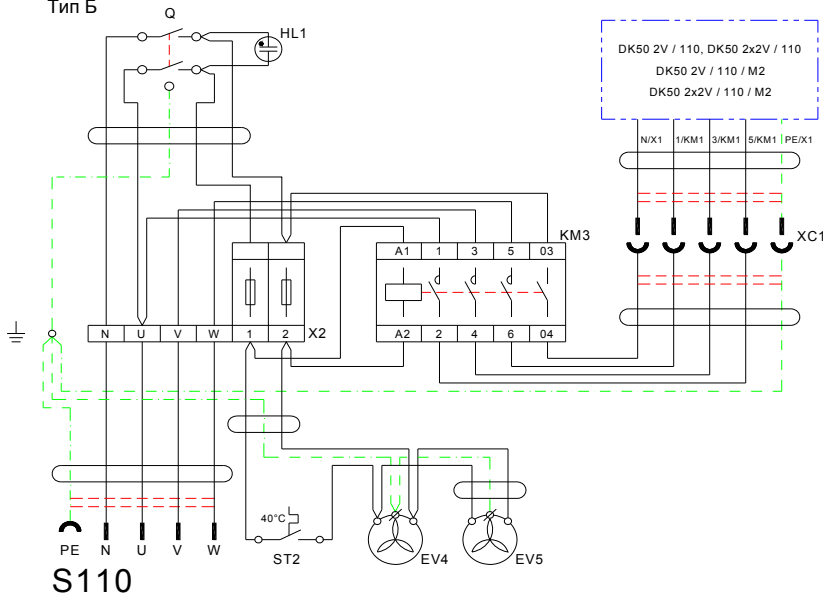 Тип Б
Q
HL1
DK50 2V / 110, DK50 2x2V / 110
DK50 2V / 110 / M2
DK50 2x2V / 110 / M2
N/X1 1/KM1 3/KM1 5/KM1 PE/X1
XC1
KM3
A1 1 3 5 03
N U V W 1 2 X2
A2 2 4 6 04
40°C
ST2
EV4
EV5
PE N U V W
S110